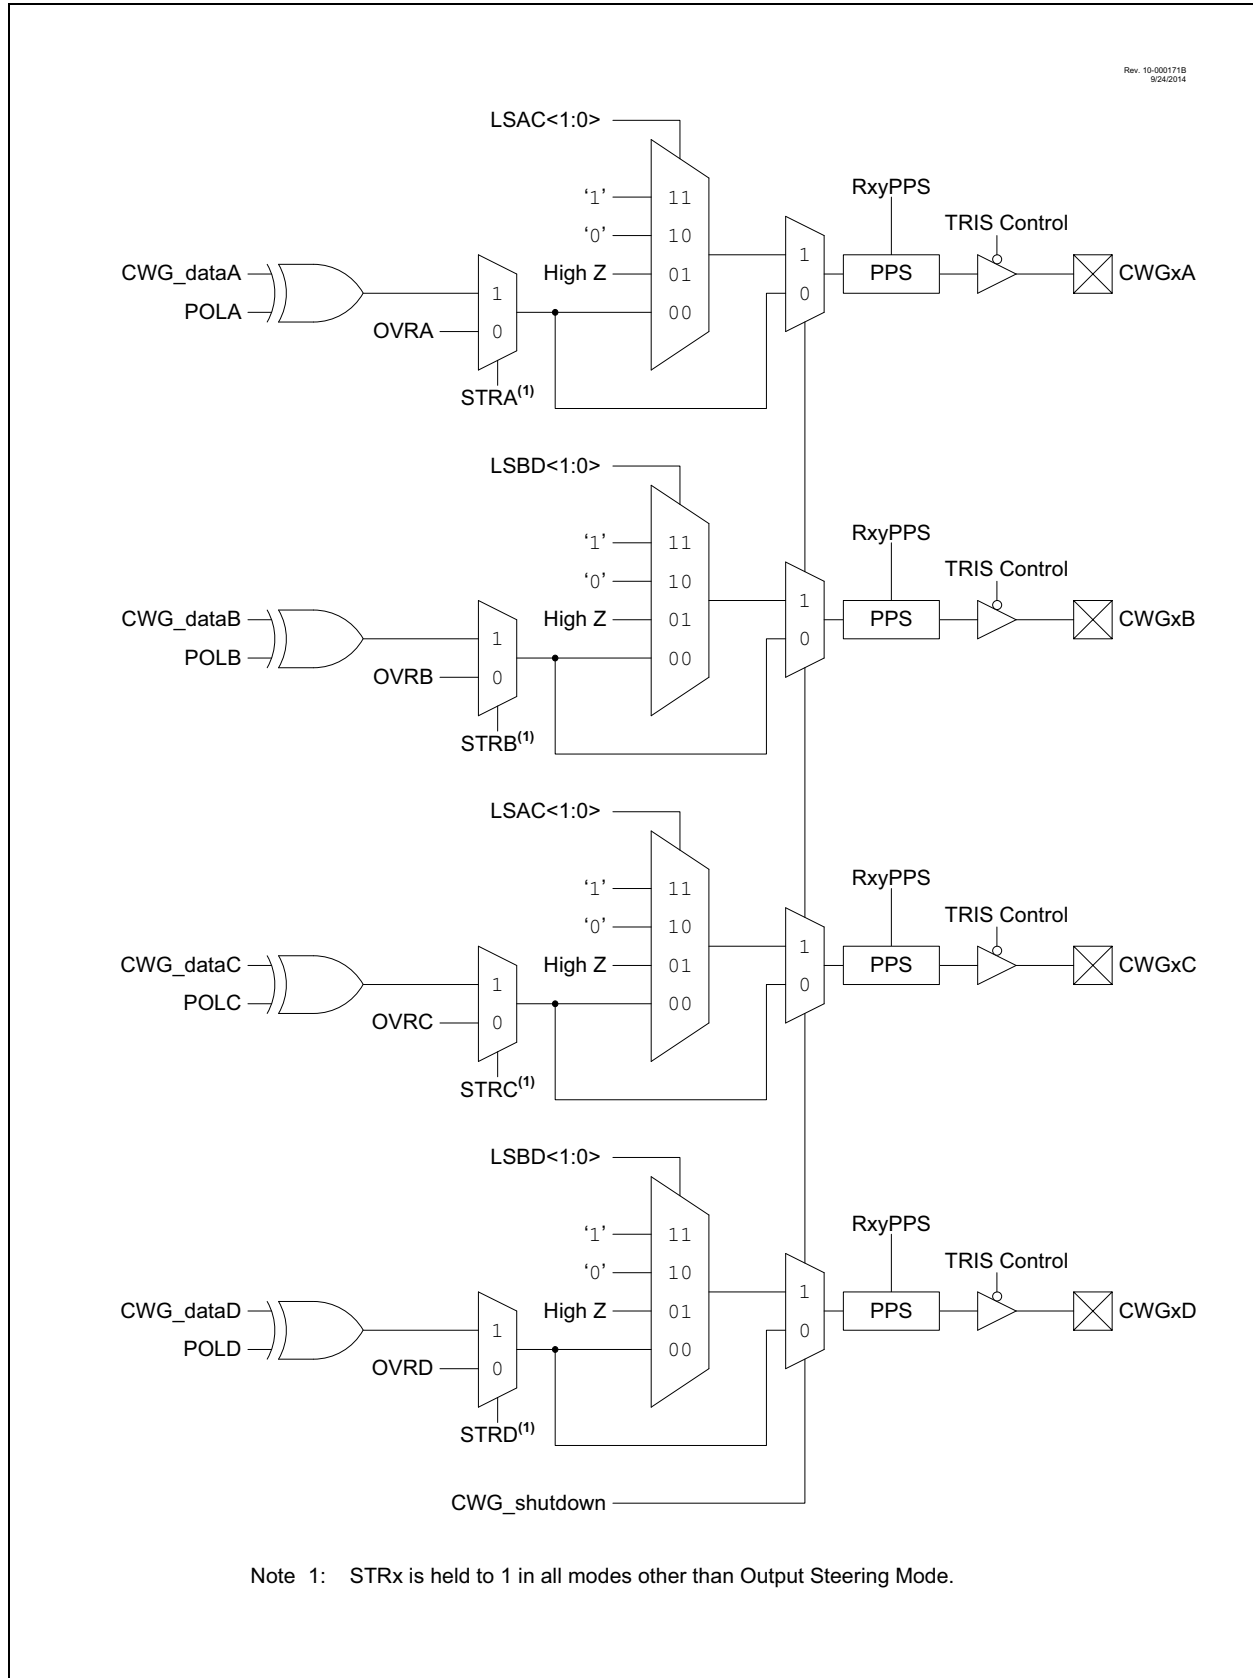 Rev. 10-000171B
9/24/2014
LSAC<1:0>
‘1’
11
‘0’
10
High Z
01
00
CWG_dataA
POLA
1
OVRA
0
STRA(1)
1
0
RxyPPS
PPS
TRIS Control
CWGxA
LSBD<1:0>
‘1’
11
‘0’
10
High Z
01
00
CWG_dataB
POLB
1
OVRB
0
STRB(1)
1
0
RxyPPS
PPS
TRIS Control
CWGxB
LSAC<1:0>
‘1’
11
‘0’
10
High Z
01
00
CWG_dataC
POLC
1
OVRC
0
STRC(1)
1
0
RxyPPS
PPS
TRIS Control
CWGxC
LSBD<1:0>
‘1’
11
‘0’
10
High Z
01
00
CWG_dataD
POLD
1
OVRD
0
STRD(1)
1
0
RxyPPS
PPS
TRIS Control
CWGxD
CWG_shutdown
Note 1: STRx is held to 1 in all modes other than Output Steering Mode.